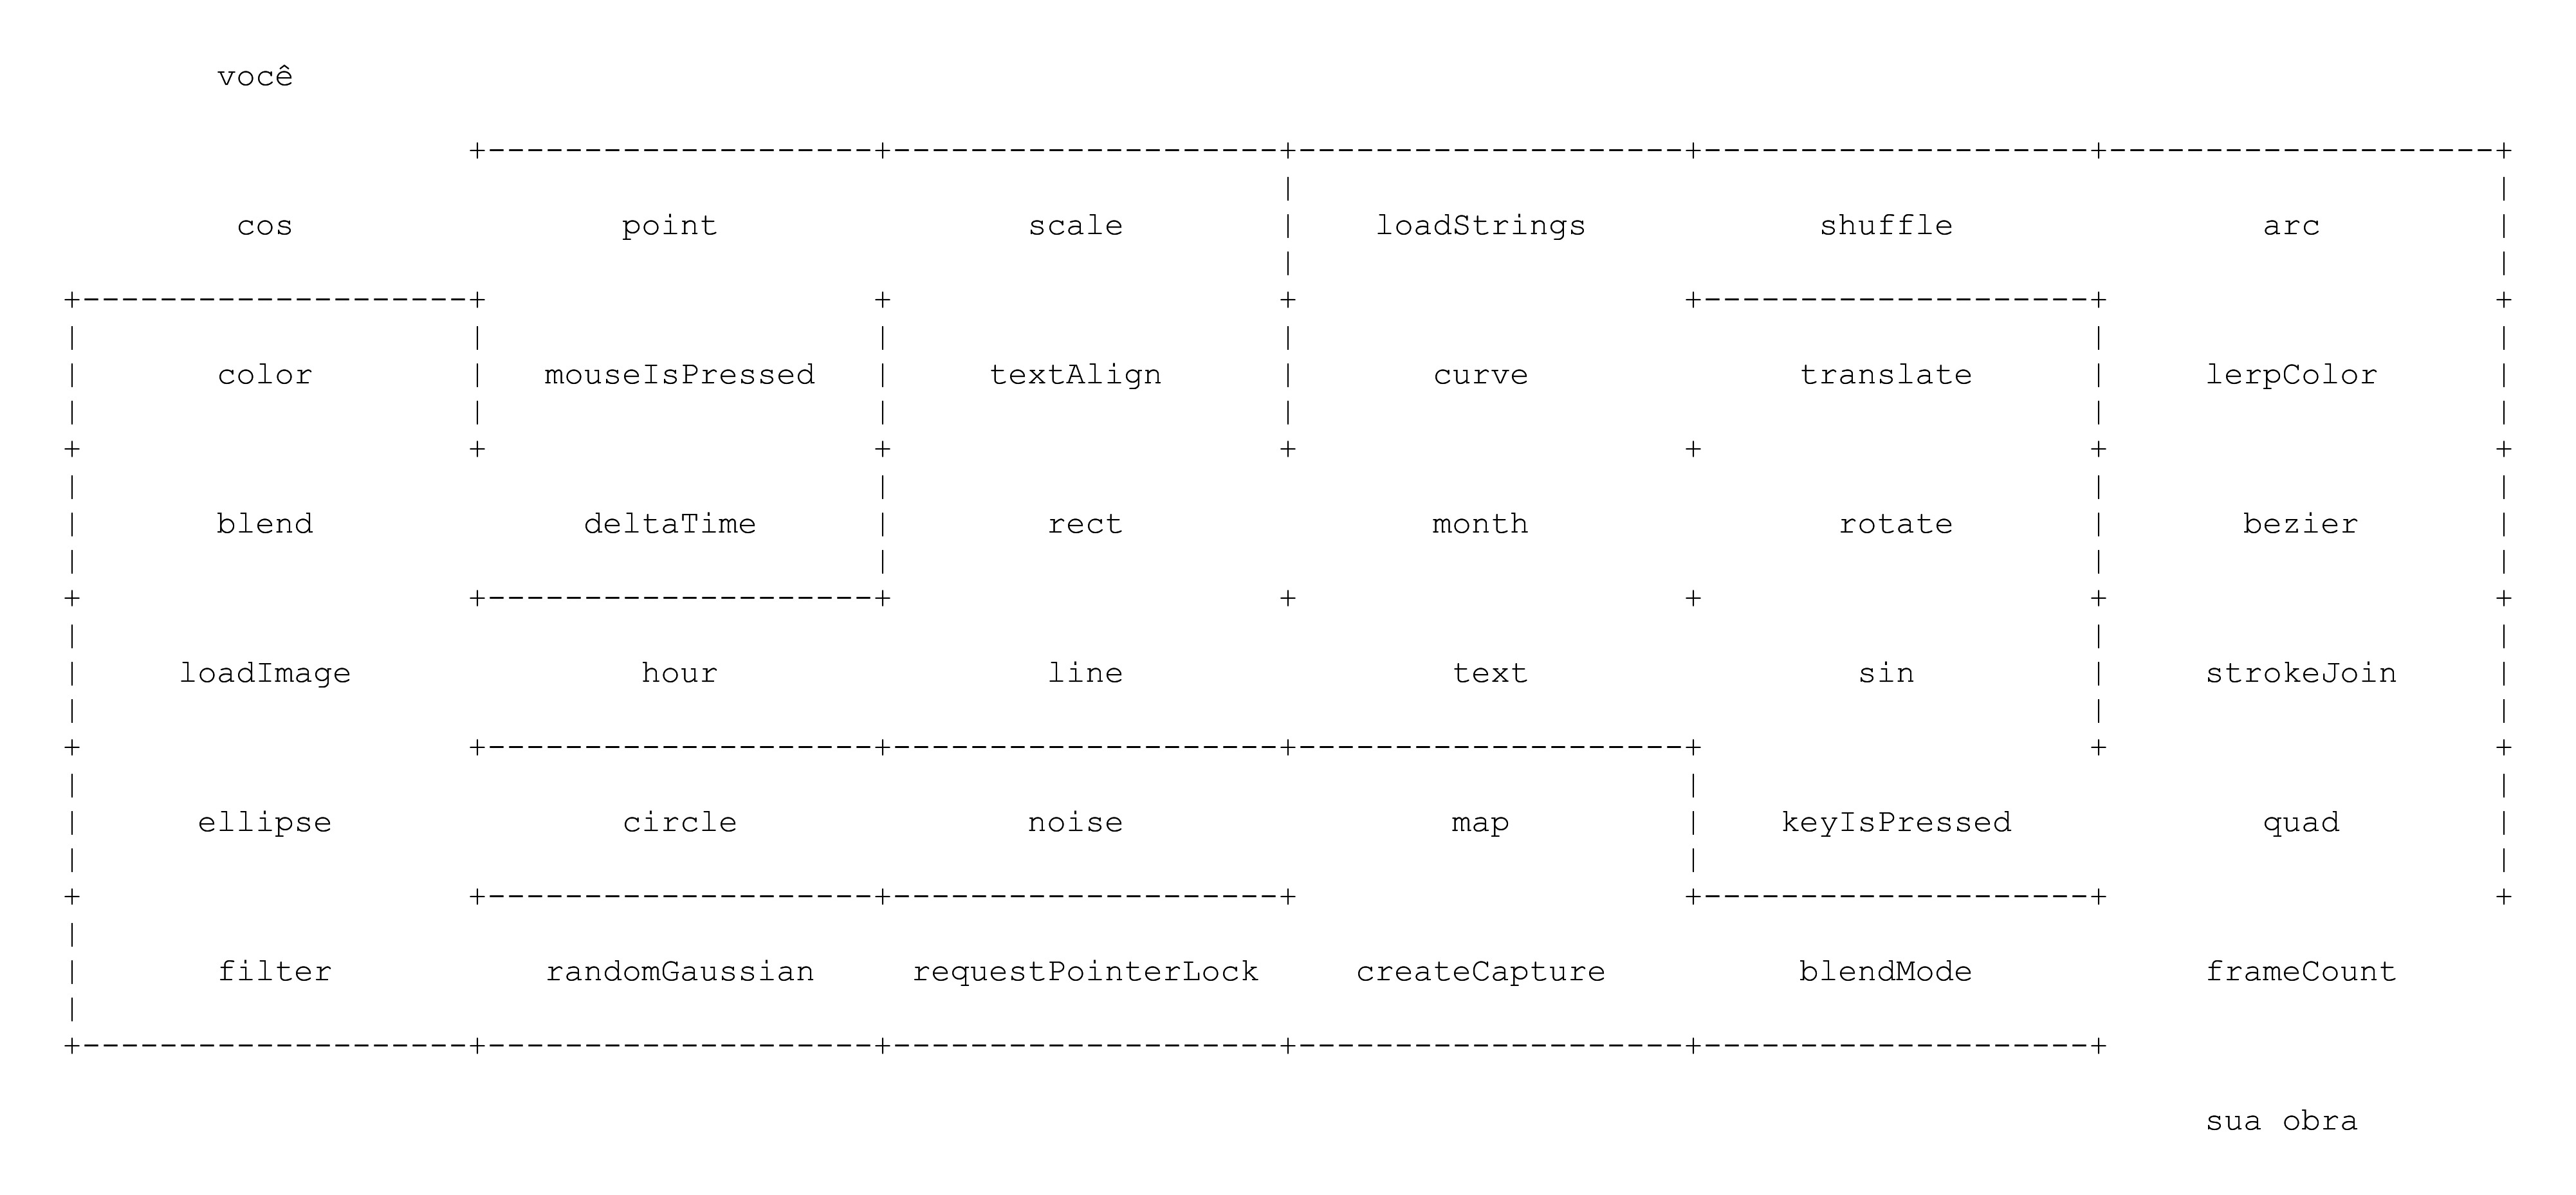 você
cos point scale loadStrings shuffle arc
color mouseIsPressed textAlign curve translate lerpColor
blend deltaTime rect month rotate bezier
loadImage hour line text sin strokeJoin
ellipse circle noise map keyIsPressed quad
filter randomGaussian requestPointerLock createCapture blendMode frameCount
sua obra